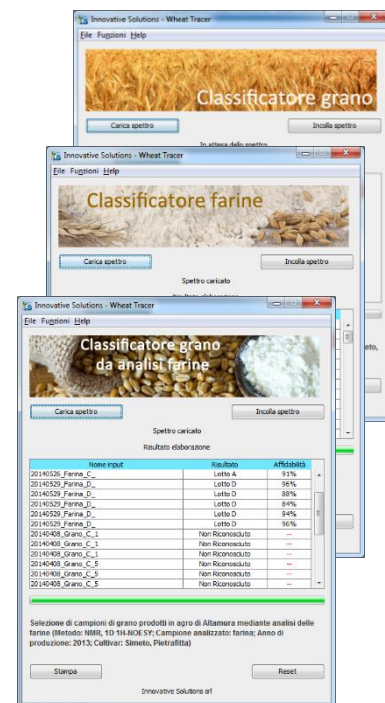 Innovative Solutions - Wheat Tracer
File Funzioni Help
Classificatore grano
Carica spettro
Incolla spettro
In attesa dello spettro
Innovative Solutions - Wheat Tracer
File Funzioni Help
Classificatore farine
Carica spettro
Incolla spettro
Spettro caricato
Innovative Solutions - Wheat Tracer
File Funzioni Help
Classificatore grano
da analisi farine
Carica spettro
Incolla spettro
Spettro caricato
Risultato elaborazione
Nome input Risultato Affidabilità
20140526_Farina_C_ Lotto A 91%
20140529_Farina_D_ Lotto D 96%
20140529_Farina_D_ Lotto D 88%
20140529_Farina_D_ Lotto D 84%
20140529_Farina_D_ Lotto D 94%
20140529_Farina_D_ Lotto D 96%
20140408_Grano_C_1 Non Riconosciuto --
20140408_Grano_C_1 Non Riconosciuto --
20140408_Grano_C_5 Non Riconosciuto --
20140408_Grano_C_5 Non Riconosciuto --
20140408_Grano_C_5 Non Riconosciuto --
Selezione di campioni di grano prodotti in agro di Altamura mediante analisi delle
farine (Metodo: NMR, 1D 1H-NOESY; Campione analizzato: farina; Anno di
produzione: 2013; Cultivar: Simeto, Pietrafitta)
Stampa
Reset
Innovative Solutions srl